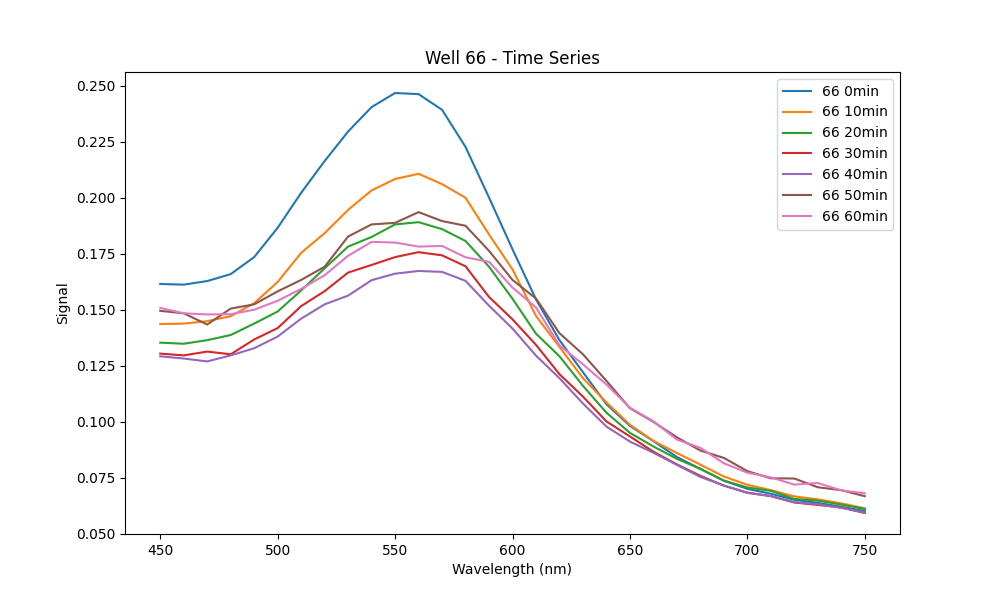 Well 66 - Time Series
Signal
0.250
0.225
0.200
0.175
0.150
0.125
0.100
0.075
0.050
66 0min
66 10min
66 20min
66 30min
66 40min
66 50min
66 60min
450 500 550 600 650 700 750
Wavelength (nm)